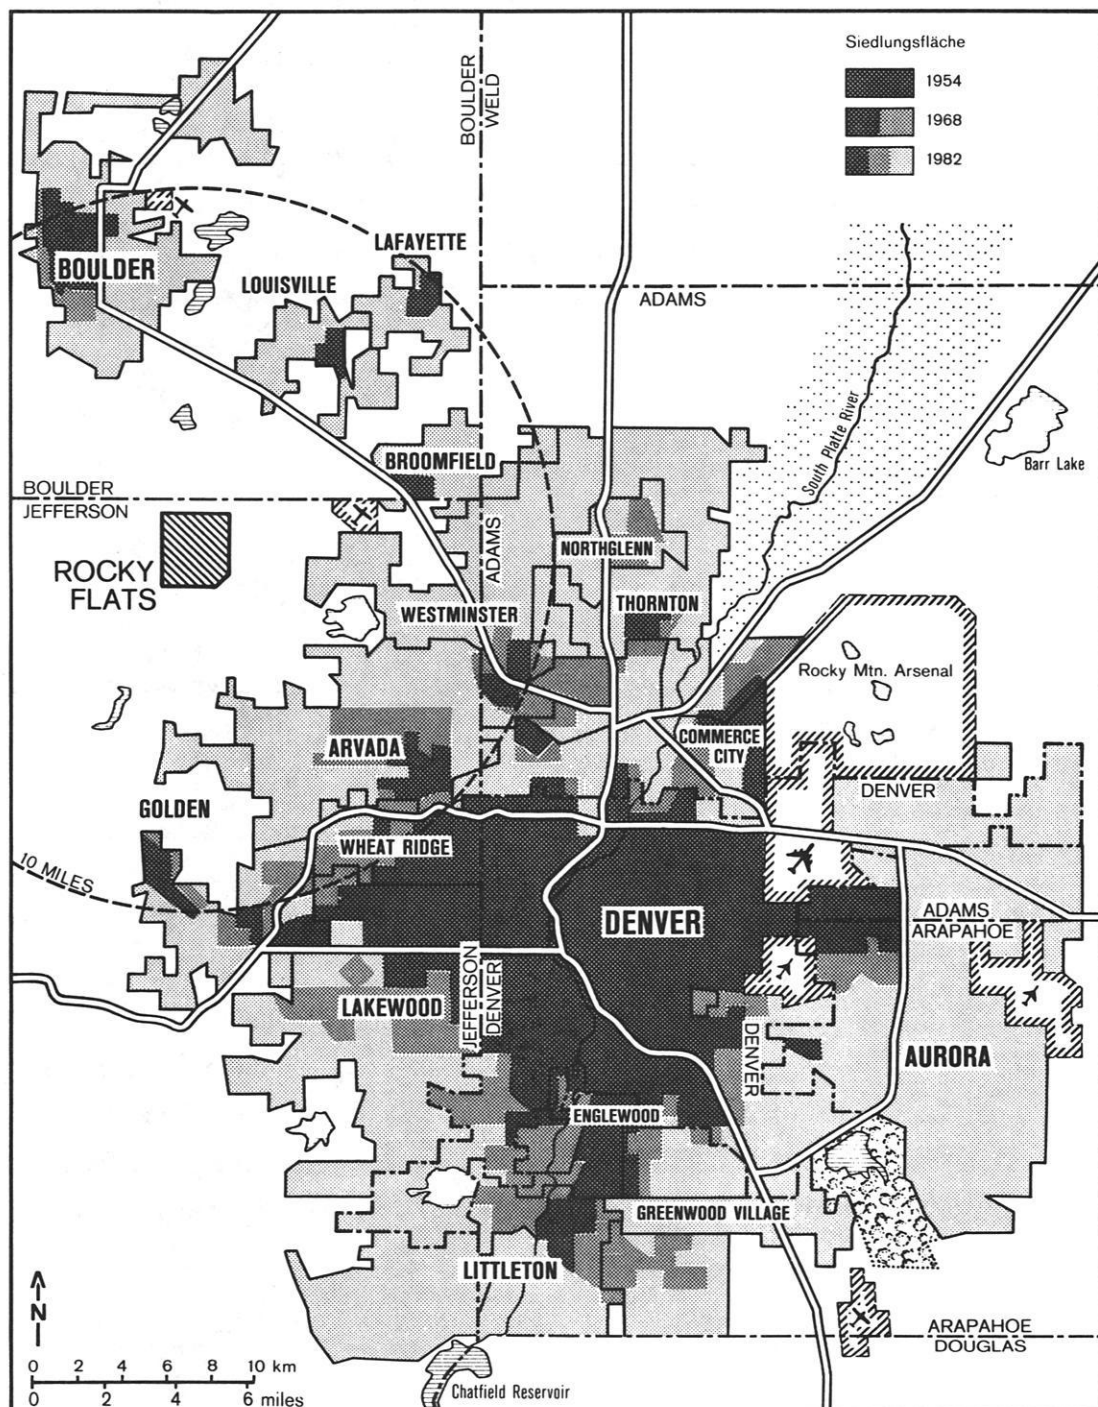 Siedlungsfläche
1954
1968
1982
BOULDER
WELD
LAFAYETTE
BOULDER
LOUISVILLE
ADAMS
South Platte River
BROOMFIELD
Barr Lake
BOULDER
JEFFERSON
ADAMS
NORTHGLENN
ROCKY
FLATS
WESTMINSTER
THORNTON
Rocky Mtn. Arsenal
ARVADA
COMMERCE
CITY
DENVER
GOLDEN
WHEAT RIDGE
10 MILES
DENVER
ADAMS
ARAPAHOE
JEFFERSON
DENVER
LAKEWOOD
DENVER
AURORA
ENGLEWOOD
GREENWOOD VILLAGE
LITTLETON
N
ARAPAHOE
DOUGLAS
0 2 4 6 8 10 km
0 2 4 6 miles
Chatfield Reservoir